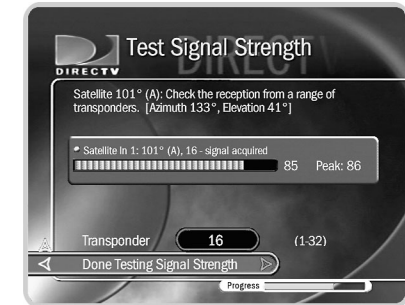 DIRECTV
Test Signal Strength
Satellite 101° (A): Check the reception from a range of
transponders. [Azimuth 133°, Elevation 41°]
Satellite In 1: 101° (A), 16 - signal acquired
85 Peak: 86
Transponder 16 (1-32)
Done Testing Signal Strength
Progress